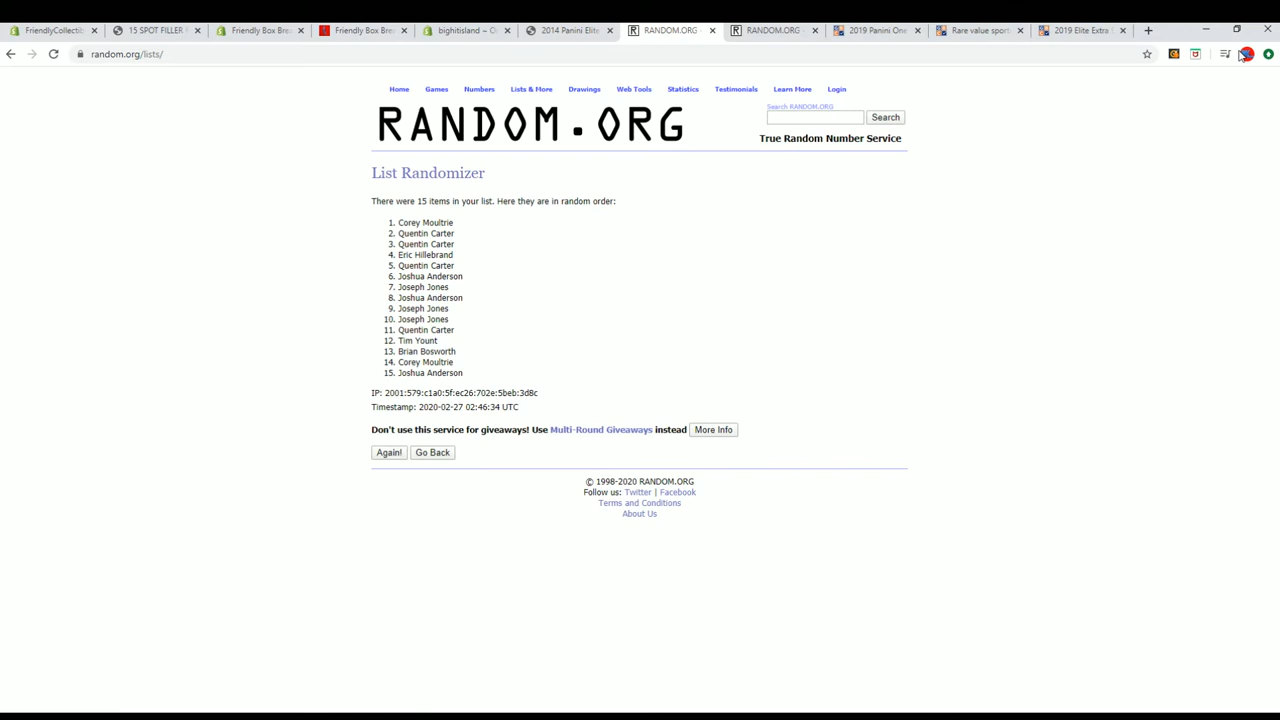 FriendlyCollectib
15 SPOT FILLER
Friendly Box Bre
Friendly Box Bre
bighitisland – O
2014 Panini Elite
RANDOM.ORG -
RANDOM.ORG -
2019 Panini One
Rare value sport
2019 Elite Extra E
random.org/lists/
Home Games Numbers Lists & More Drawings Web Tools Statistics Testimonials Learn More Login
RANDOM.ORG
Search RANDOM.ORG
Search
True Random Number Service
List Randomizer
There were 15 items in your list. Here they are in random order:
1. Corey Moultrie
2. Quentin Carter
3. Quentin Carter
4. Eric Hillebrand
5. Quentin Carter
6. Joshua Anderson
7. Joseph Jones
8. Joshua Anderson
9. Joseph Jones
10. Joseph Jones
11. Quentin Carter
12. Tim Yount
13. Brian Bosworth
14. Corey Moultrie
15. Joshua Anderson
IP: 2001:579:c1a0:5f:ec26:702e:5beb:3d8c
Timestamp: 2020-02-27 02:46:34 UTC
Don't use this service for giveaways! Use Multi-Round Giveaways instead More Info
Again! Go Back
© 1998-2020 RANDOM.ORG
Follow us: Twitter | Facebook
Terms and Conditions
About Us